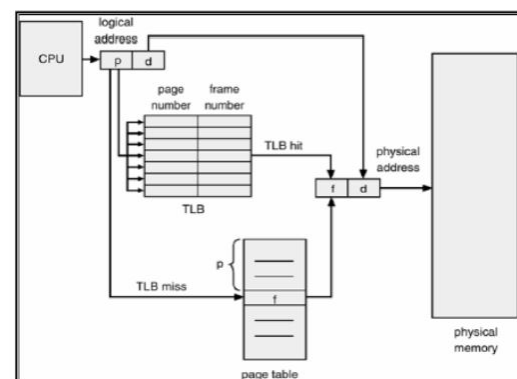 logical
address
CPU
p d
page
number
frame
number
TLB hit
physical
address
f d
TLB
p
TLB miss
f
physical
memory
page table